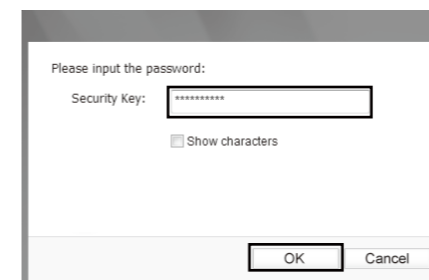 Please input the password:
Security Key: **********
Show characters
OK Cancel